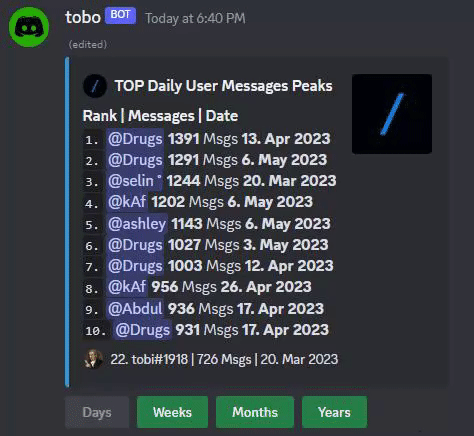 tobo BOT Today at 6:40 PM
(edited)
TOP Daily User Messages Peaks
Rank | Messages | Date
1. @Drugs 1391 Msgs 13. Apr 2023
2. @Drugs 1291 Msgs 6. May 2023
3. @selin ° 1244 Msgs 20. Mar 2023
4. @kAf 1202 Msgs 6. May 2023
5. @ashley 1143 Msgs 6. May 2023
6. @Drugs 1027 Msgs 3. May 2023
7. @Drugs 1003 Msgs 12. Apr 2023
8. @kAf 956 Msgs 26. Apr 2023
9. @Abdul 936 Msgs 17. Apr 2023
10. @Drugs 931 Msgs 17. Apr 2023
22. tobi#1918 | 726 Msgs | 20. Mar 2023
Days Weeks Months Years